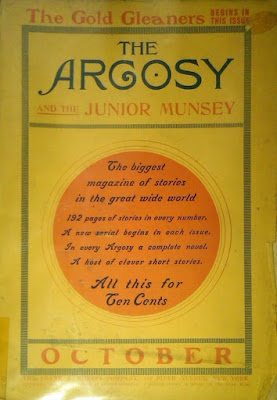 The Gold Gleaners BEGINS IN
THIS ISSUE
THE
ARGOSY
AND THE JUNIOR MUNSEY
The biggest
magazine of stories
in the great wide world
192 pages of stories in every number.
A new serial begins in each issue.
In every Argosy a complete novel.
A host of clever short stories.
All this for
Ten Cents
OCTOBER